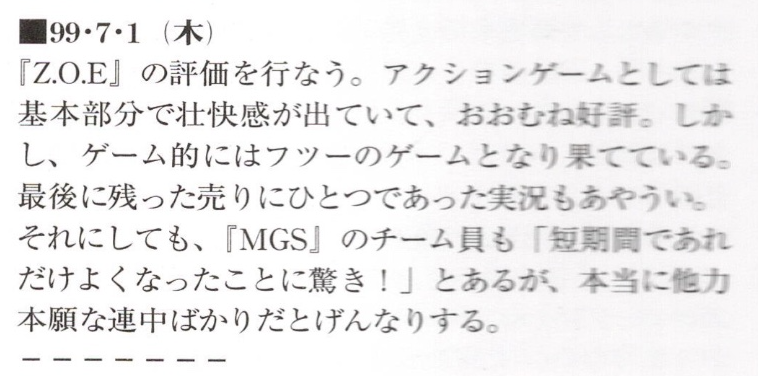 ■99・7・1（木）
『Z.O.E』の評価を行なう。アクションゲームとしては
基本部分で壮快感が出ていて、おおむね好評。しか
し、ゲーム的にはフツーのゲームとなり果てている。
最後に残った売りにひとつであった実況もあやうい。
それにしても、『MGS』のチーム員も「短期間であれ
だけよくなったことに驚き！」とあるが、本当に他力
本願な連中ばかりだとげんなりする。
－－－－－－－